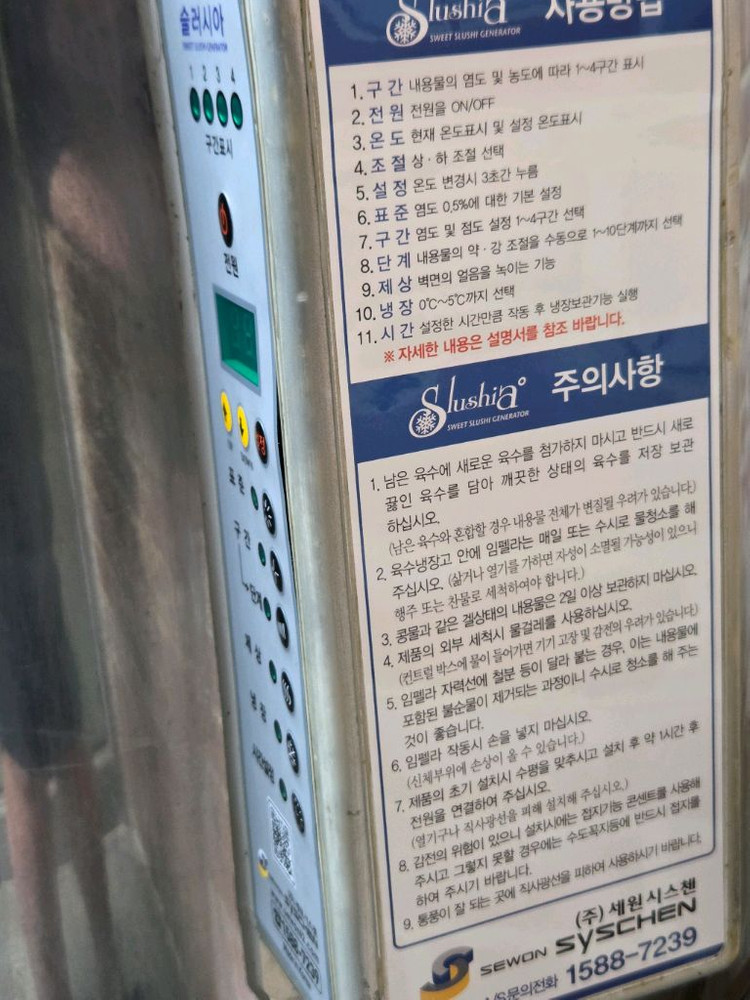 슬러시아
SWEET SLUSHI GENERATOR
1 2 3 4
구간표시
전원
표준
구간
단계
제상
냉장
Slushia
SWEET SLUSHI GENERATOR
사용방법
1. 구 간 내용물의 염도 및 농도에 따라 1~4구간 표시
2. 전 원 전원을 ON/OFF
3. 온 도 현재 온도표시 및 설정 온도표시
4. 조 절 상·하 조절 선택
5. 설 정 온도 변경시 3초간 누름
6. 표 준 염도 0.5%에 대한 기본 설정
7. 구 간 염도 및 점도 설정 1~4구간 선택
8. 단 계 내용물의 약·강 조절을 수동으로 1~10단계까지 선택
9. 제 상 벽면의 얼음을 녹이는 기능
10. 냉 장 0℃~5℃까지 선택
11. 시 간 설정한 시간만큼 작동 후 냉장보관기능 실행
※ 자세한 내용은 설명서를 참조 바랍니다.
Slushia°
SWEET SLUSHI GENERATOR
주의사항
1. 남은 육수에 새로운 육수를 첨가하지 마시고 반드시 새로
끓인 육수를 담아 깨끗한 상태의 육수를 저장 보관
하십시오.
(남은 육수와 혼합할 경우 내용물 전체가 변질될 우려가 있습니다)
2. 육수냉장고 안에 임펠라는 매일 또는 수시로 물청소를 해
주십시오. (삶거나 열기를 가하면 자성이 소멸될 가능성이 있으니
행주 또는 찬물로 세척하여야 합니다.)
3. 콩물과 같은 겔상태의 내용물은 2일 이상 보관하지 마십시오.
4. 제품의 외부 세척시 물걸레를 사용하십시오.
(컨트럴 박스에 물이 들어가면 기기 고장 및 감전의 우려가 있습니다)
5. 임펠라 자력선에 철분 등이 달라 붙는 경우, 이는 내용물에
포함된 불순물이 제거되는 과정이니 수시로 청소를 해 주는
것이 좋습니다.
6. 임펠라 작동시 손을 넣지 마십시오.
(신체부위에 손상이 올 수 있습니다.)
7. 제품의 초기 설치시 수평을 맞추시고 설치 후 약 1시간 후
전원을 연결하여 주십시오.
(열기구나 직사광선을 피해 설치해 주십시오.)
8. 감전의 위험이 있으니 설치시에는 접지기능 콘센트를 사용해
주시고 그렇지 못할 경우에는 수도꼭지등에 반드시 접지를
하여 주시기 바랍니다.
9. 통풍이 잘 되는 곳에 직사광선을 피하여 사용하시기 바랍니다.
(주) 세원시스첸
SEWON SYSCHEN
A/S문의전화 1588-7239
1588-7239